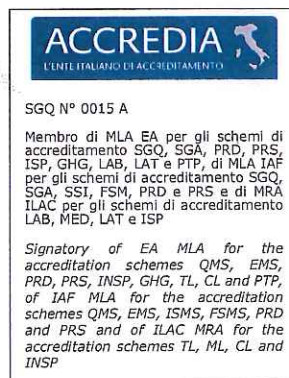 ACCREDIA
L'ENTE ITALIANO DI ACCREDITAMENTO
SGQ N° 0015 A
Membro di MLA EA per gli schemi di
accreditamento SGQ, SGA, PRD, PRS,
ISP, GHG, LAB, LAT e PTP, di MLA IAF
per gli schemi di accreditamento SGQ,
SGA, SSI, FSM, PRD e PRS e di MRA
ILAC per gli schemi di accreditamento
LAB, MED, LAT e ISP
Signatory of EA MLA for the
accreditation schemes QMS, EMS,
PRD, PRS, INSP, GHG, TL, CL and PTP,
of IAF MLA for the accreditation
schemes QMS, EMS, ISMS, FSMS, PRD
and PRS and of ILAC MRA for the
accreditation schemes TL, ML, CL and
INSP